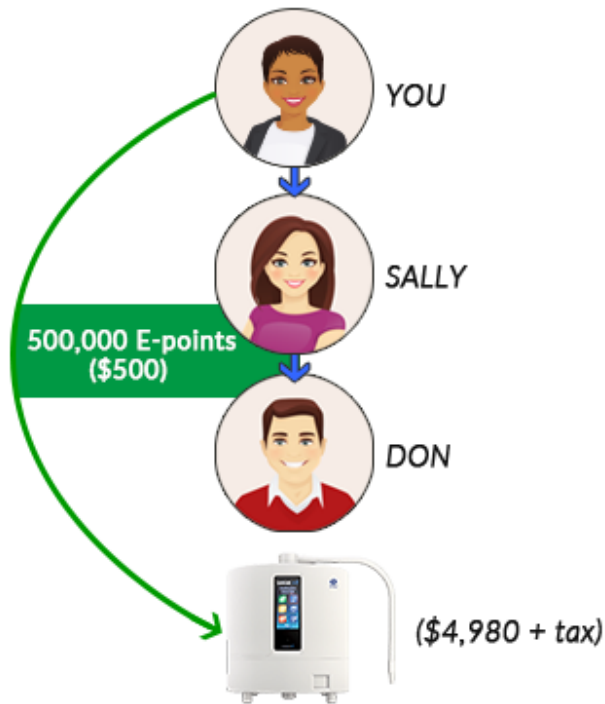 YOU
SALLY
500,000 E-points
($500)
DON
($4,980 + tax)